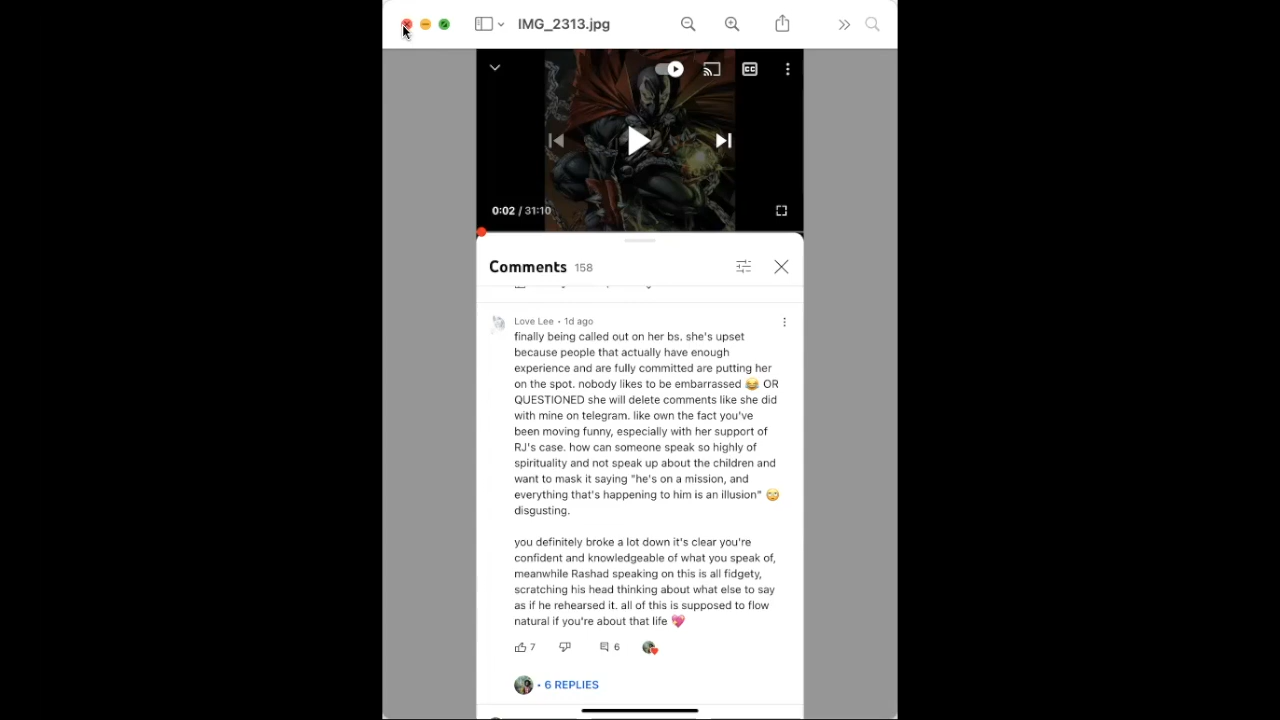 IMG_2313.jpg
CC
0:02 / 31:10
Comments 158
Love Lee • 1d ago
finally being called out on her bs. she's upset
because people that actually have enough
experience and are fully committed are putting her
on the spot. nobody likes to be embarrassed 😂 OR
QUESTIONED she will delete comments like she did
with mine on telegram. like own the fact you've
been moving funny, especially with her support of
RJ's case. how can someone speak so highly of
spirituality and not speak up about the children and
want to mask it saying "he's on a mission, and
everything that's happening to him is an illusion" 🙄
disgusting.
you definitely broke a lot down it's clear you're
confident and knowledgeable of what you speak of,
meanwhile Rashad speaking on this is all fidgety,
scratching his head thinking about what else to say
as if he rehearsed it. all of this is supposed to flow
natural if you're about that life 💖
7 6
• 6 REPLIES